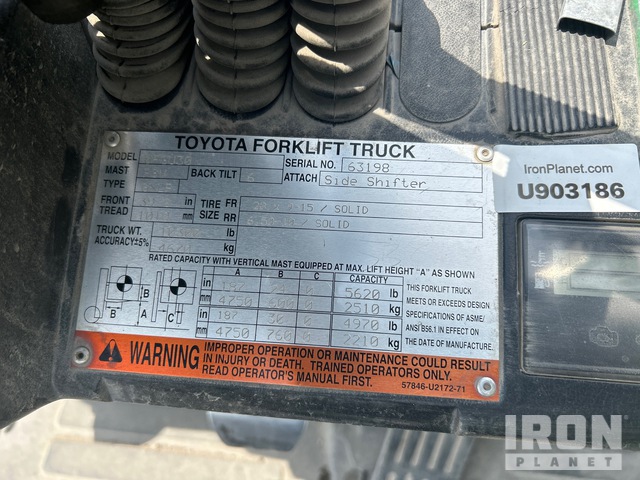 TOYOTA FORKLIFT TRUCK
MODEL SERIAL NO. 63198
MAST BACK TILT ATTACH Side Shifter
TYPE
FRONT in TIRE FR / SOLID
TREAD mm SIZE RR / SOLID
TRUCK WT. lb
ACCURACY±5% kg
RATED CAPACITY WITH VERTICAL MAST EQUIPPED AT MAX. LIFT HEIGHT "A" AS SHOWN
A B C
in 5620 lb THIS FORKLIFT TRUCK
mm 4750 2510 kg MEETS OR EXCEEDS DESIGN
in 187 30 0 4970 lb SPECIFICATIONS OF ASME/
mm 4750 760 0 2210 kg ANSI B56.1 IN EFFECT ON
THE DATE OF MANUFACTURE.
B
A
C
WARNING
IMPROPER OPERATION OR MAINTENANCE COULD RESULT
IN INJURY OR DEATH. TRAINED OPERATORS ONLY.
READ OPERATOR'S MANUAL FIRST.
57846-U2172-71
IronPlanet.com
U903186
IRON
PLANET